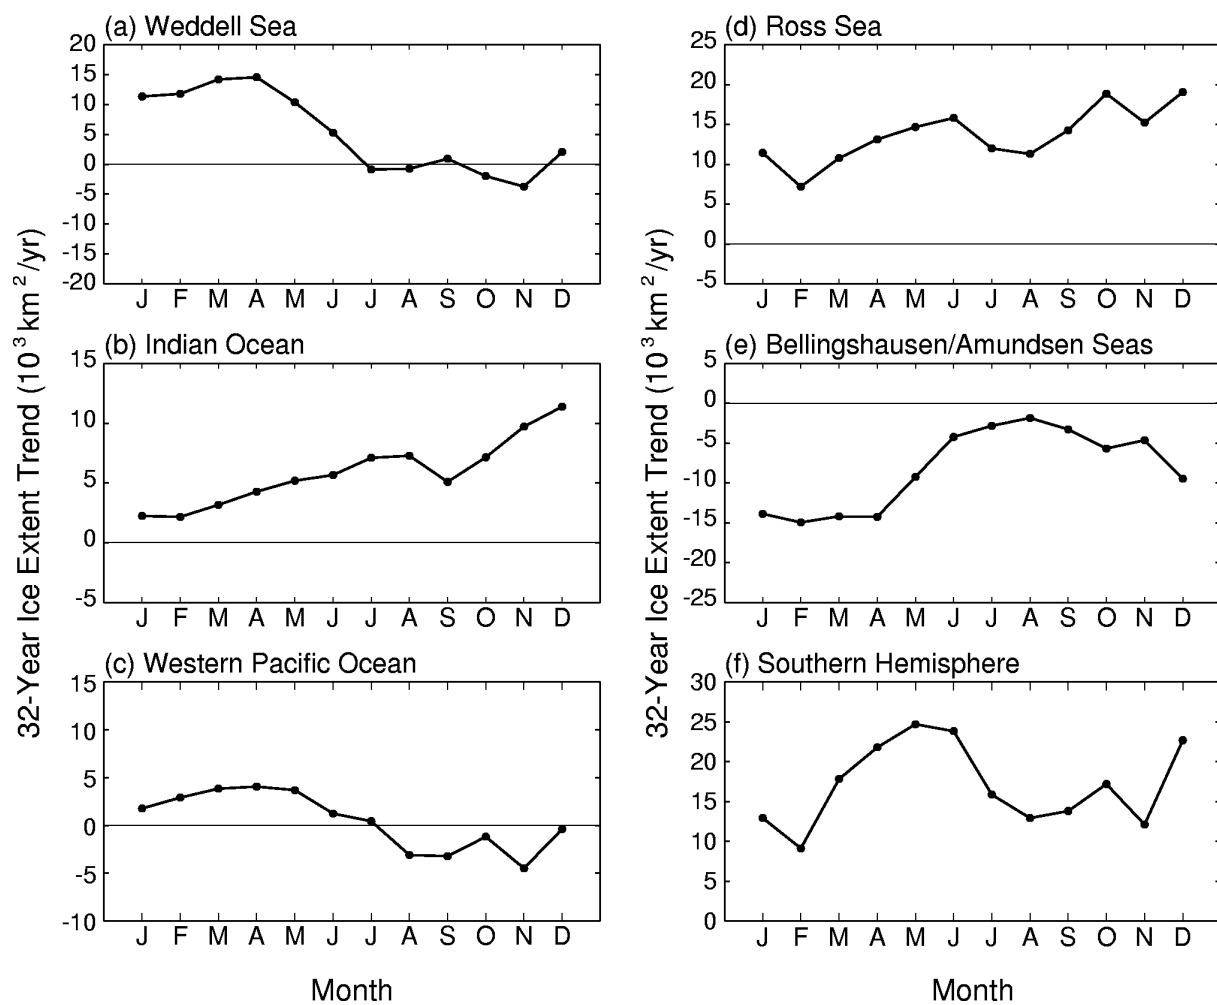 (a) Weddell Sea
20
15
10
5
0
-5
-10
-15
-20
J F M A M J J A S O N D
(b) Indian Ocean
15
10
5
0
-5
J F M A M J J A S O N D
(c) Western Pacific Ocean
15
10
5
0
-5
-10
J F M A M J J A S O N D
Month
32-Year Ice Extent Trend (10³ km²/yr)
(d) Ross Sea
25
20
15
10
5
0
-5
J F M A M J J A S O N D
(e) Bellingshausen/Amundsen Seas
5
0
-5
-10
-15
-20
-25
J F M A M J J A S O N D
(f) Southern Hemisphere
30
25
20
15
10
5
0
J F M A M J J A S O N D
Month
32-Year Ice Extent Trend (10³ km²/yr)